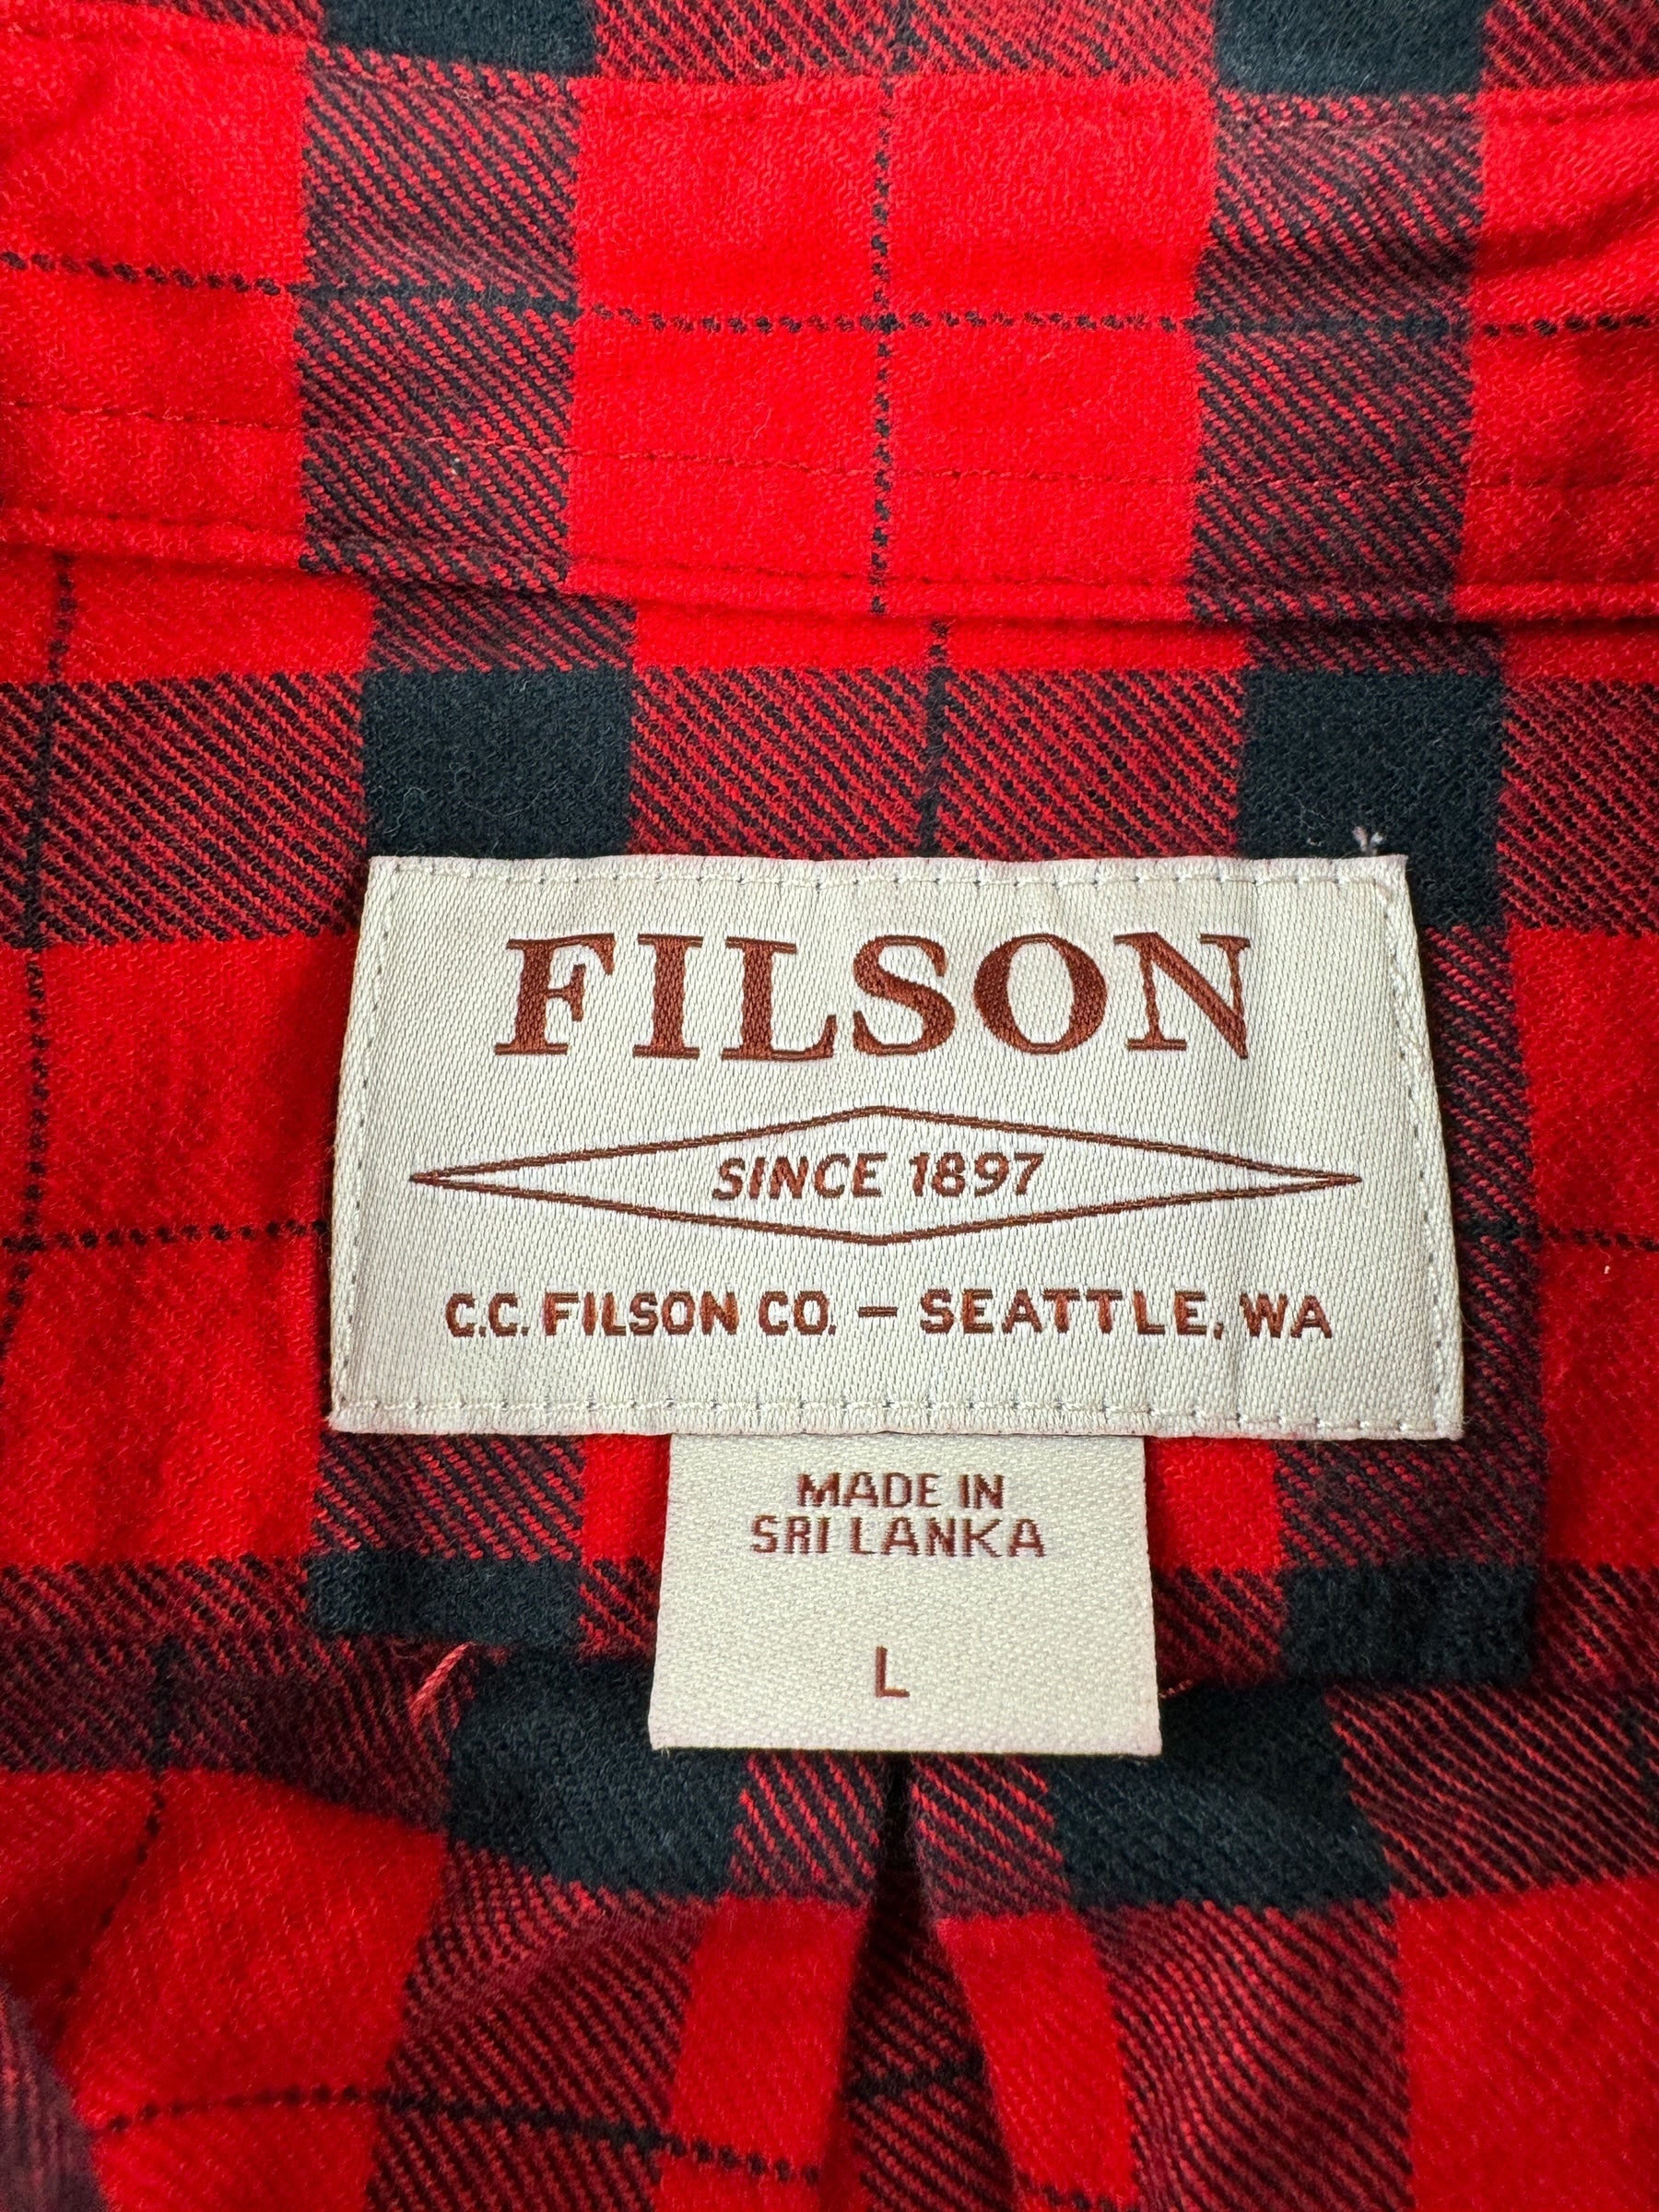 FILSON
SINCE 1897
C.C. FILSON CO. — SEATTLE, WA
MADE IN
SRI LANKA
L